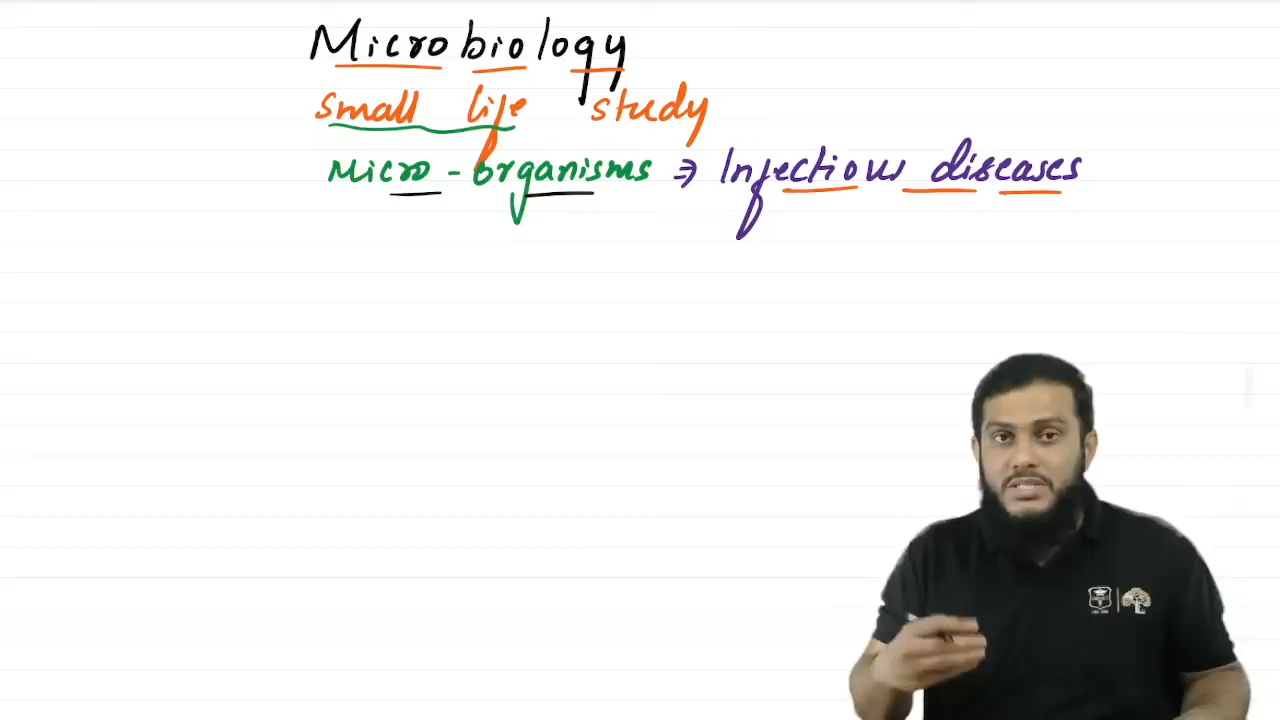 Microbiology
small life study
Micro-organisms ⇒ Infectious diseases